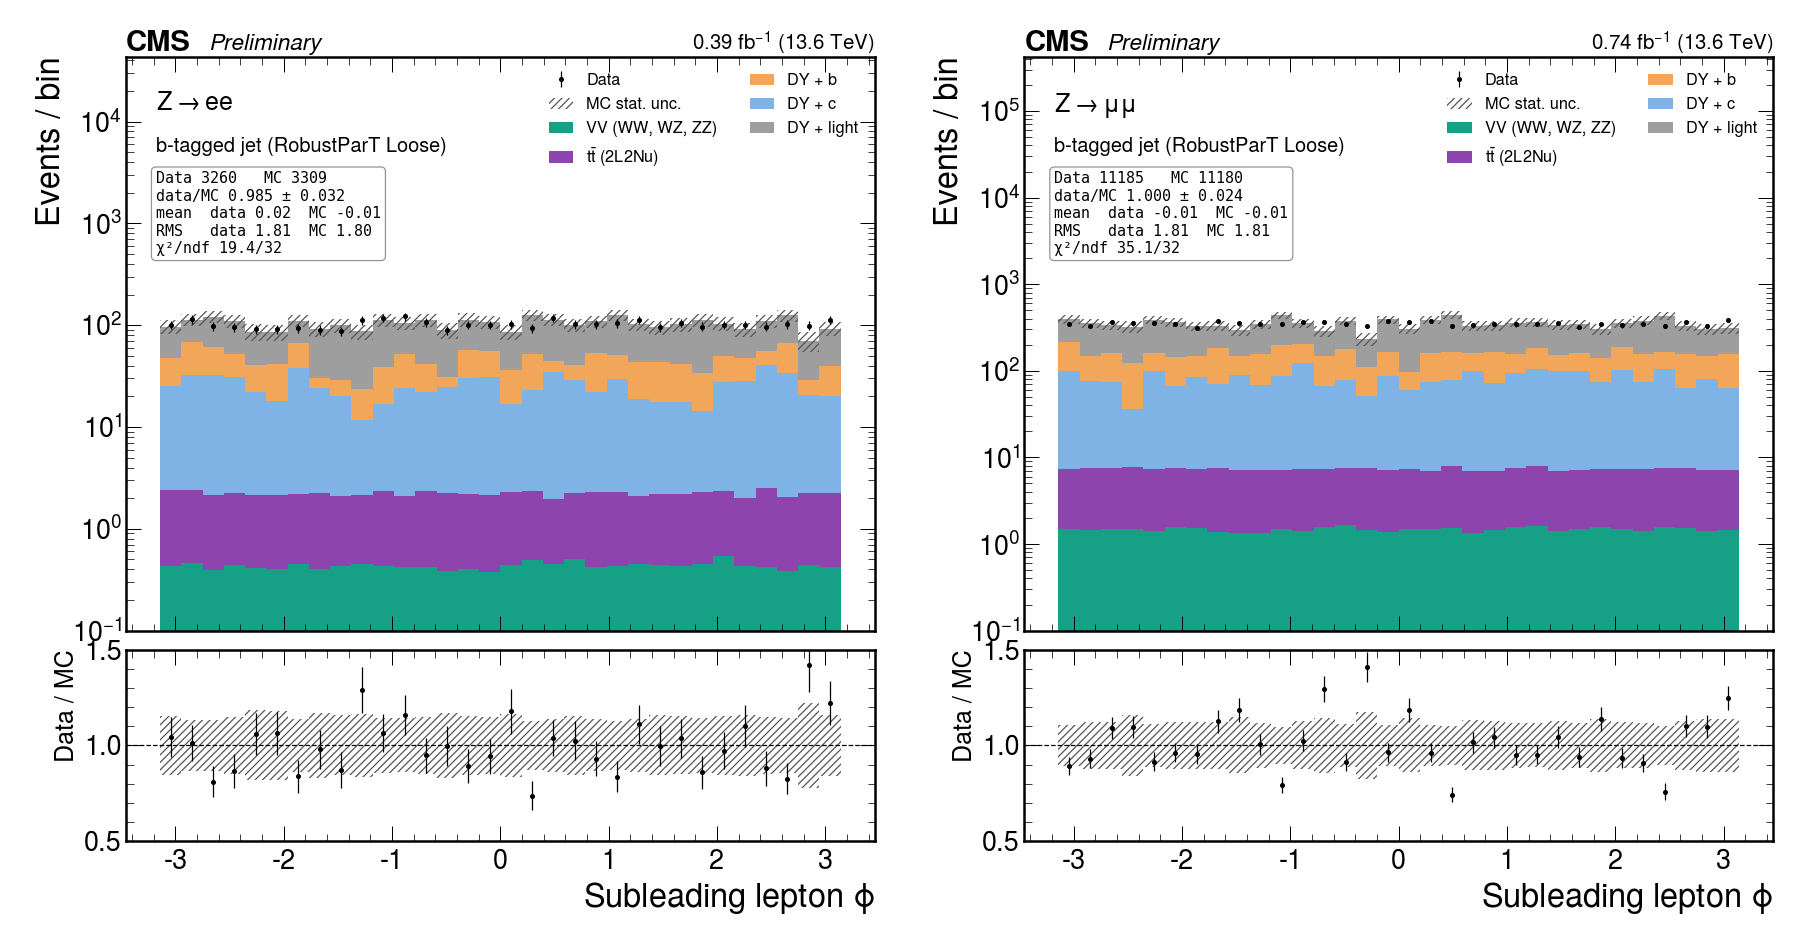 CMS Preliminary 0.39 fb⁻¹ (13.6 TeV)
Events / bin
Z → ee
b-tagged jet (RobustParT Loose)
Data 3260 MC 3309
data/MC 0.985 ± 0.032
mean data 0.02 MC -0.01
RMS data 1.81 MC 1.80
χ²/ndf 19.4/32
Data
MC stat. unc.
VV (WW, WZ, ZZ)
tt̄ (2L2Nu)
DY + b
DY + c
DY + light
10⁴
10³
10²
10¹
10⁰
10⁻¹
Data / MC
1.5
1.0
0.5
-3 -2 -1 0 1 2 3
Subleading lepton ϕ
CMS Preliminary 0.74 fb⁻¹ (13.6 TeV)
Events / bin
Z → μμ
b-tagged jet (RobustParT Loose)
Data 11185 MC 11180
data/MC 1.000 ± 0.024
mean data -0.01 MC -0.01
RMS data 1.81 MC 1.81
χ²/ndf 35.1/32
Data
MC stat. unc.
VV (WW, WZ, ZZ)
tt̄ (2L2Nu)
DY + b
DY + c
DY + light
10⁵
10⁴
10³
10²
10¹
10⁰
10⁻¹
Data / MC
1.5
1.0
0.5
-3 -2 -1 0 1 2 3
Subleading lepton ϕ